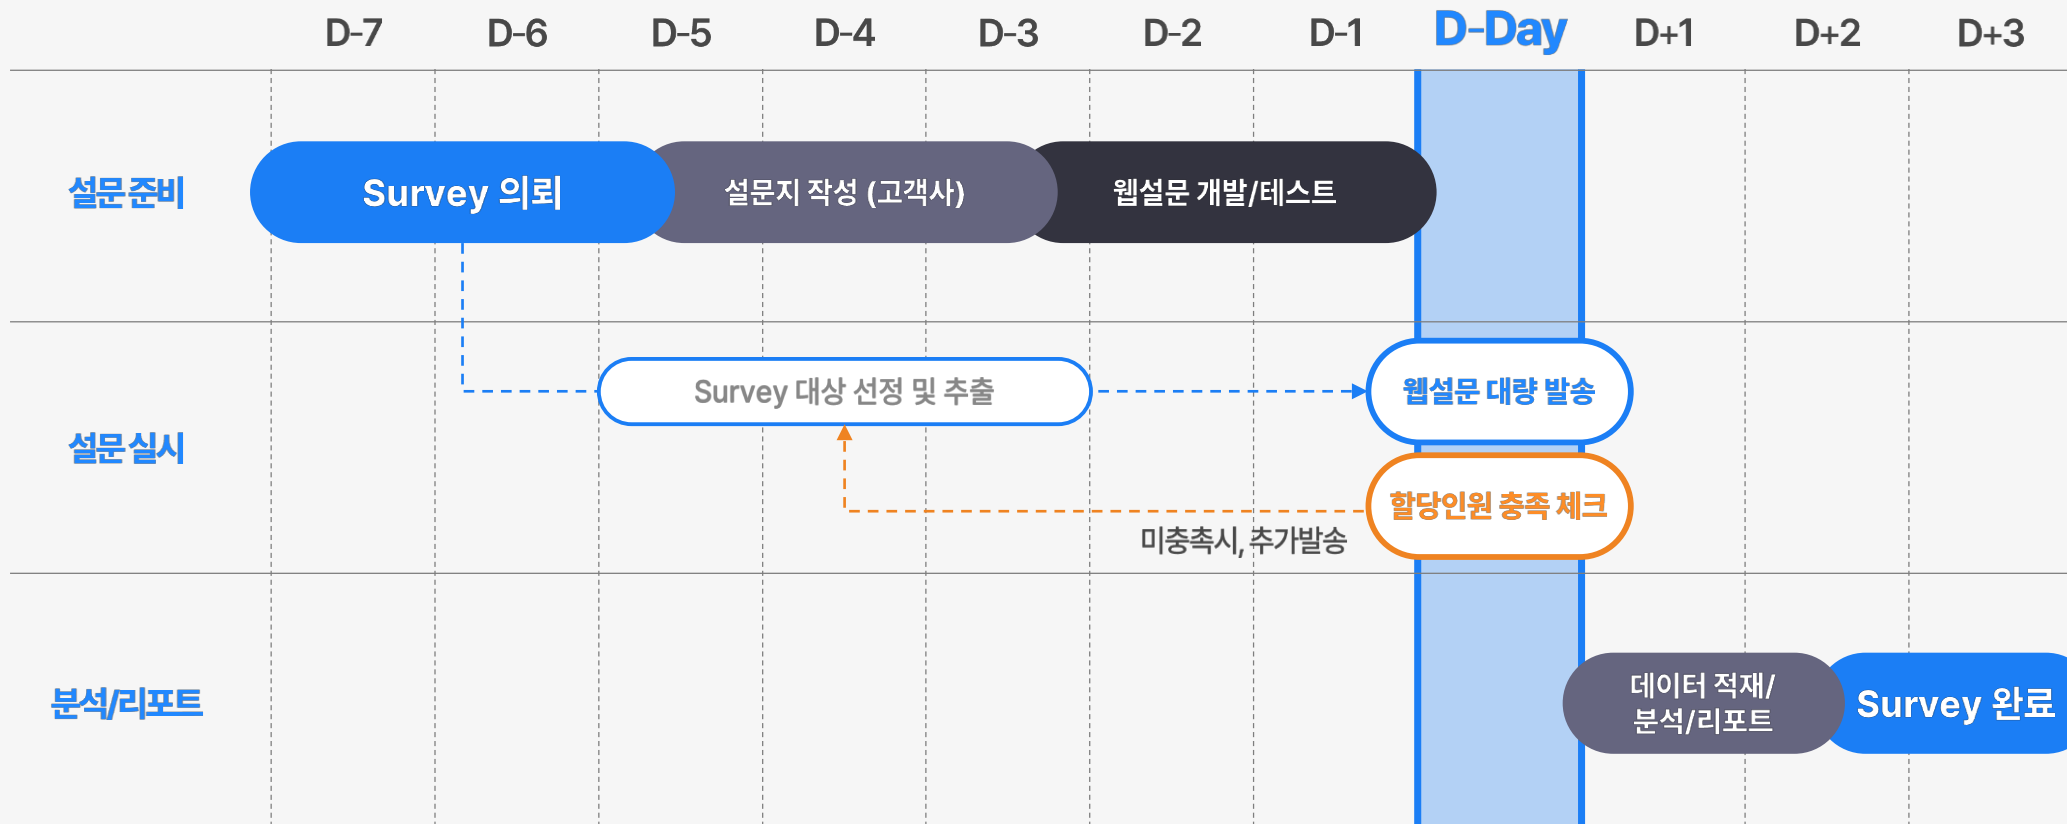 D-7 D-6 D-5 D-4 D-3 D-2 D-1 D-Day D+1 D+2 D+3
설문 준비 Survey 의뢰 설문지 작성 (고객사) 웹설문 개발/테스트
Survey 대상 선정 및 추출 웹설문 대량 발송
설문 실시
할당인원 충족 체크
미충촉시, 추가발송
분석/리포트
데이터 적재/
분석/리포트
Survey 완료